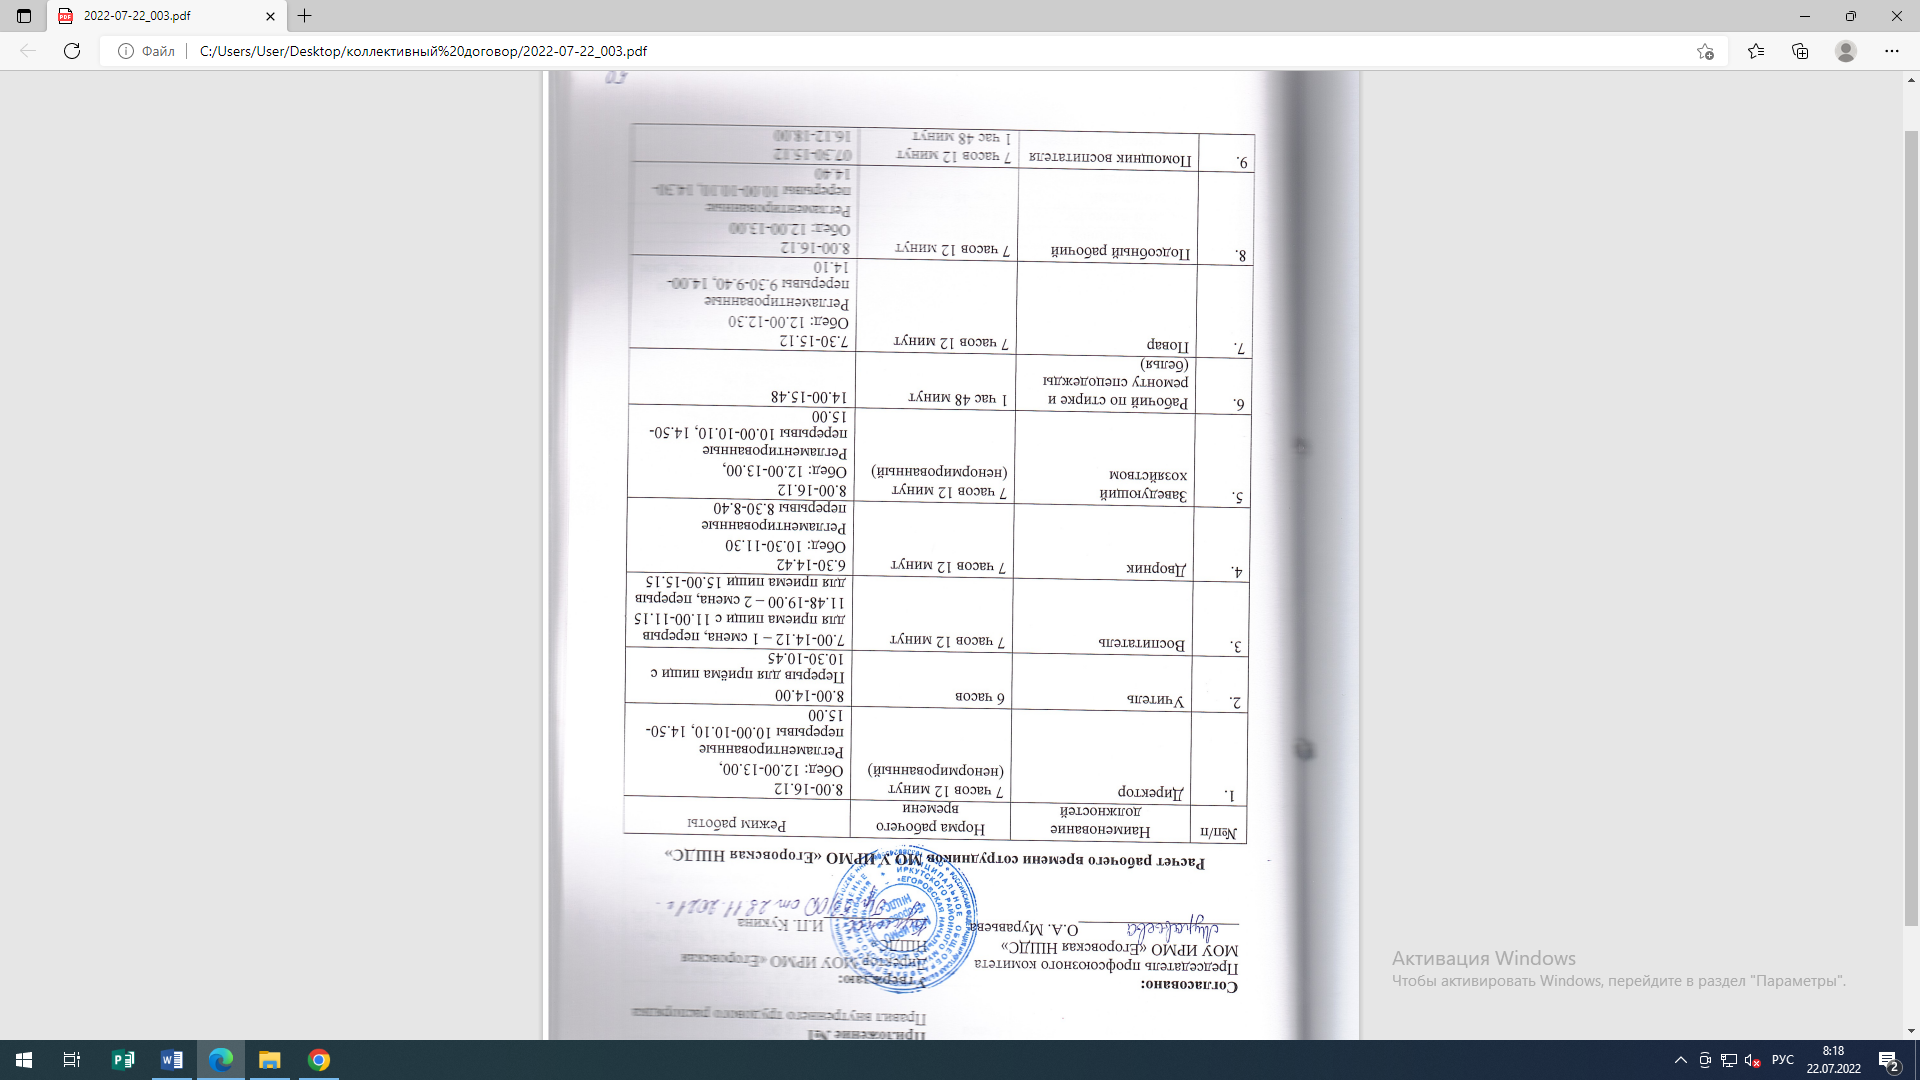 2022-07-22_003.pdf
Файл
C:/Users/User/Desktop/коллективный%20договор/2022-07-22_003.pdf
Приложение №1
Правил внутреннего трудового распорядка
Согласовано:
Председатель профсоюзного комитета
МОУ ИРМО «Егоровская НШДС»
О.А. Муравьева
Утверждаю:
Директор МОУ ИРМО «Егоровская
НШДС»
И.П. Кукина
от 23.11.2021 г.
Расчет рабочего времени сотрудников МО У ИРМО «Егоровская НШДС»
№п/п Наименование должностей Норма рабочего времени Режим работы
1. Директор 7 часов 12 минут
(ненормированный)
8.00-16.12
Обед: 12.00-13.00,
Регламентированные
перерывы 10.00-10.10, 14.50-
15.00
2. Учитель 6 часов 8.00-14.00
Перерыв для приёма пищи с
10.30-10.45
3. Воспитатель 7 часов 12 минут 7.00-14.12 – 1 смена, перерыв
для приема пищи с 11.00-11.15
11.48-19.00 – 2 смена, перерыв
для приема пищи 15.00-15.15
4. Дворник 7 часов 12 минут 6.30-14.42
Обед: 10.30-11.30
Регламентированные
перерывы 8.30-8.40
5. Заведующий
хозяйством
7 часов 12 минут
(ненормированный)
8.00-16.12
Обед: 12.00-13.00,
Регламентированные
перерывы 10.00-10.10, 14.50-
15.00
6. Рабочий по стирке и
ремонту спецодежды
(белья)
1 час 48 минут 14.00-15.48
7. Повар 7 часов 12 минут 7.30-15.12
Обед: 12.00-12.30
Регламентированные
перерывы 9.30-9.40, 14.00-
14.10
8. Подсобный рабочий 7 часов 12 минут 8.00-16.12
Обед: 12.00-13.00
Регламентированные
перерывы 10.00-10.10, 14.30-
14.40
9. Помощник воспитателя 7 часов 12 минут
1 час 48 минут
07.30-15.12
16.12-18.00
Активация Windows
Чтобы активировать Windows, перейдите в раздел "Параметры".
РУС
8:18
22.07.2022
2